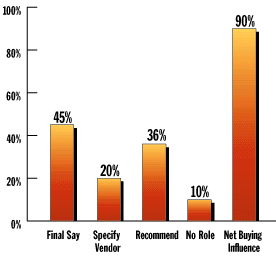 100%
80%
60%
40%
20%
0%
45%
20%
36%
10%
90%
Final Say
Specify
Vendor
Recommend
No Role
Net Buying
Influence